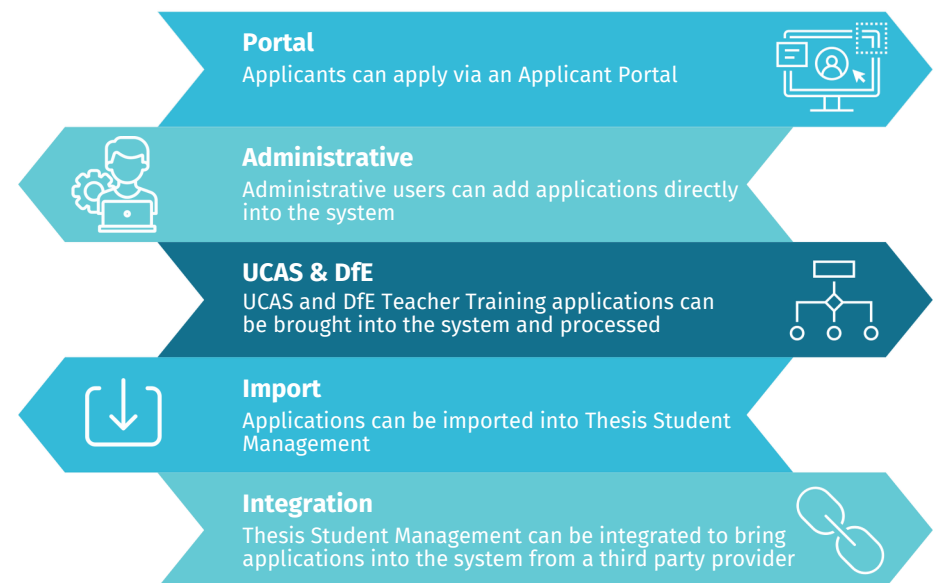 Portal
Applicants can apply via an Applicant Portal
Administrative
Administrative users can add applications directly
into the system
UCAS & DfE
UCAS and DfE Teacher Training applications can
be brought into the system and processed
Import
Applications can be imported into Thesis Student
Management
Integration
Thesis Student Management can be integrated to bring
applications into the system from a third party provider